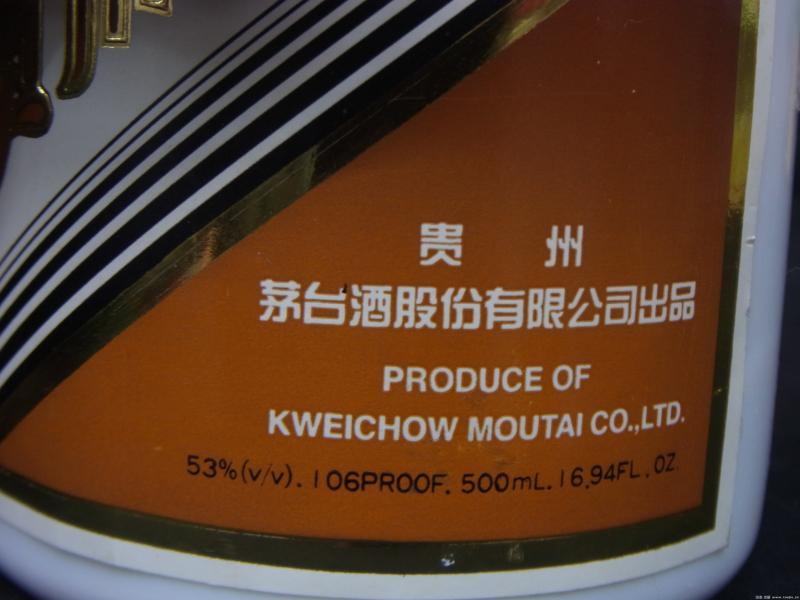 贵 州
茅台酒股份有限公司出品
PRODUCE OF
KWEICHOW MOUTAI CO.,LTD.
53%(v/v). 106PROOF. 500mL. 16.94FL.OZ.